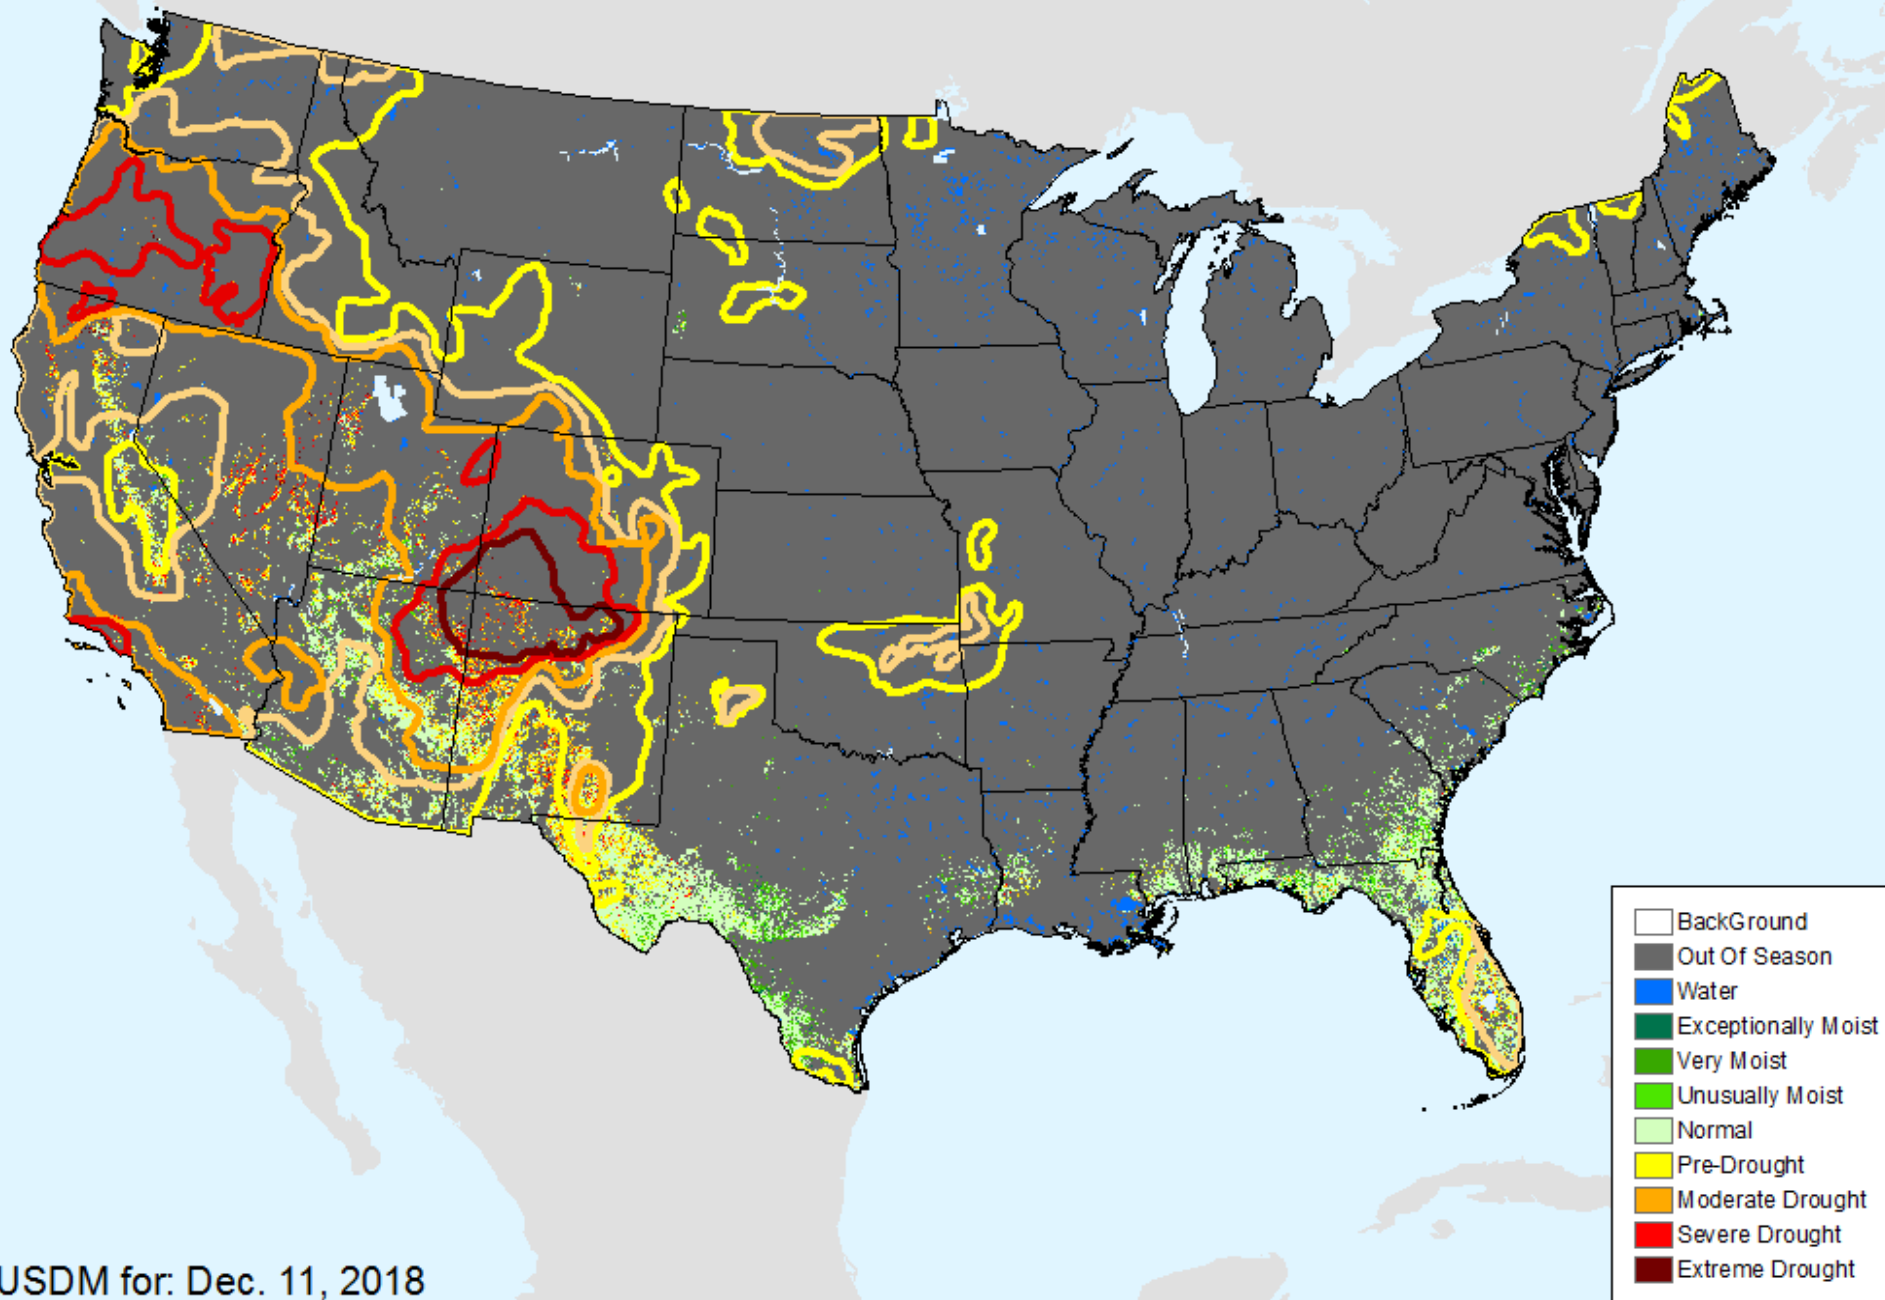 BackGround
Out Of Season
Water
Exceptionally Moist
Very Moist
Unusually Moist
Normal
Pre-Drought
Moderate Drought
Severe Drought
Extreme Drought
USDM for: Dec. 11, 2018